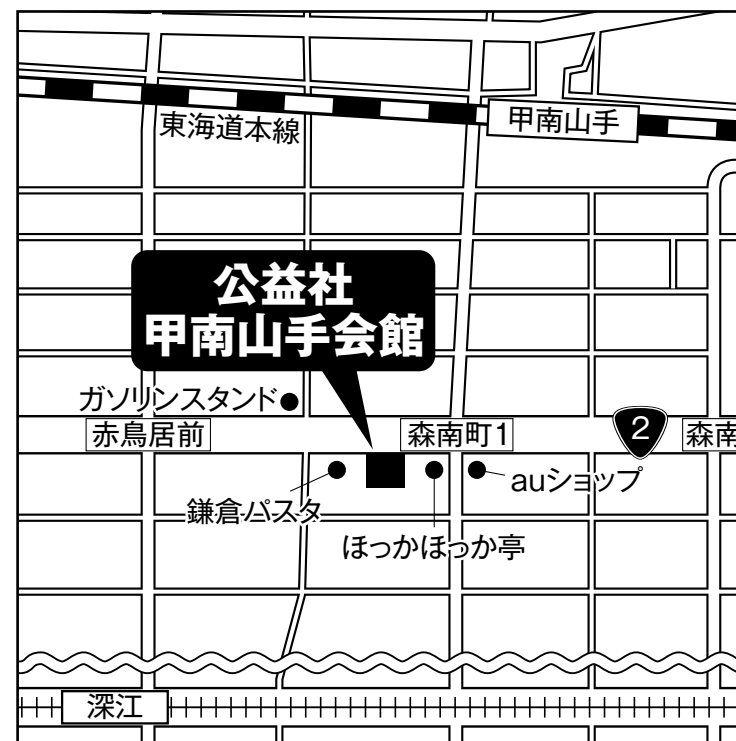 甲南山手
東海道本線
公益社
甲南山手会館
ガソリンスタンド
赤鳥居前
森南町1
2
森南
鎌倉パスタ
auショップ
ほっかほっか亭
深江